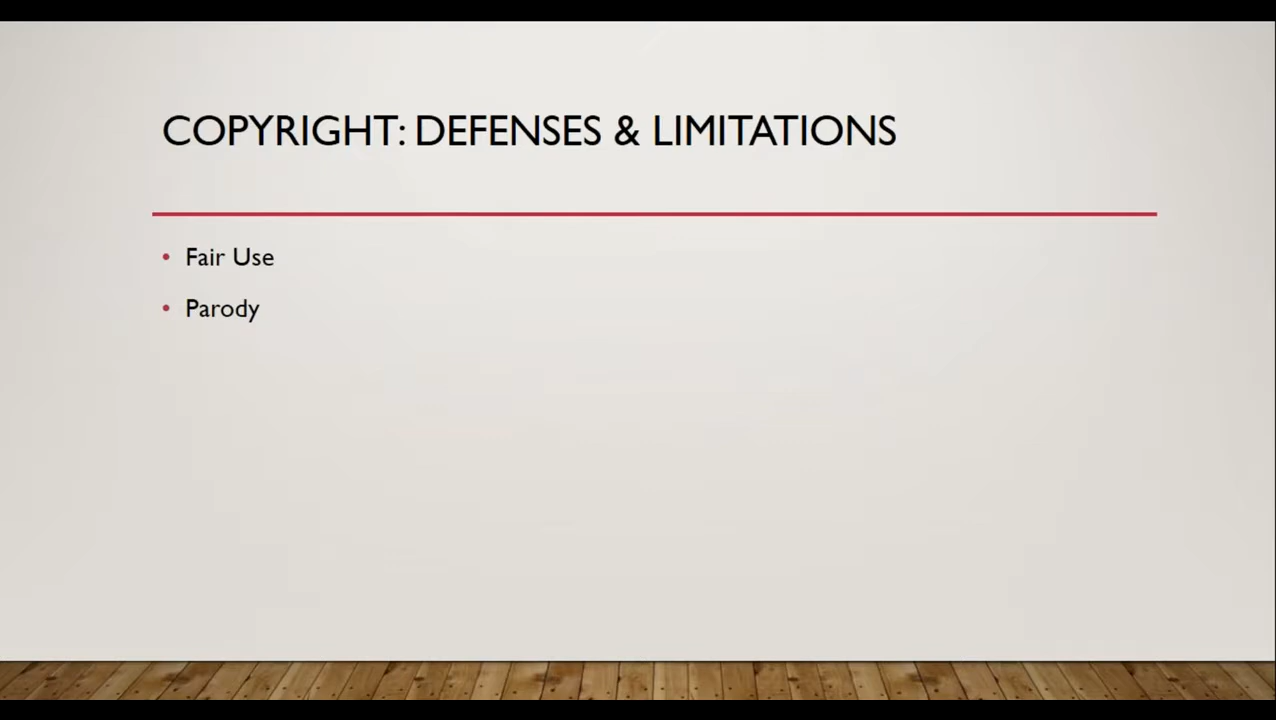 COPYRIGHT: DEFENSES & LIMITATIONS
• Fair Use
• Parody